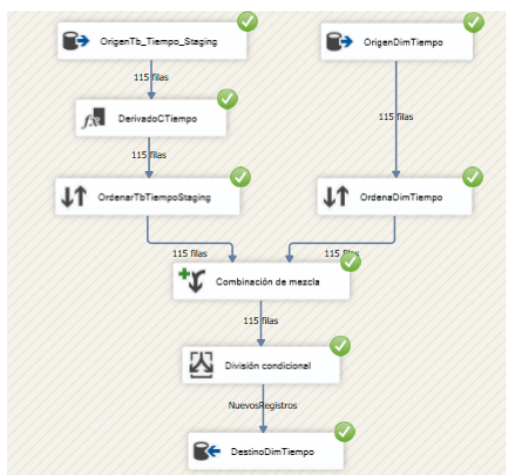 OrigenTb_Tiempo_Staging
OrigenDimTiempo
115 filas
DerivadoCTiempo
115 filas
115 filas
OrdenarTbTiempoStaging
OrdenaDimTiempo
115 filas
115 filas
Combinación de mezcla
115 filas
División condicional
NuevosRegistros
DestinoDimTiempo